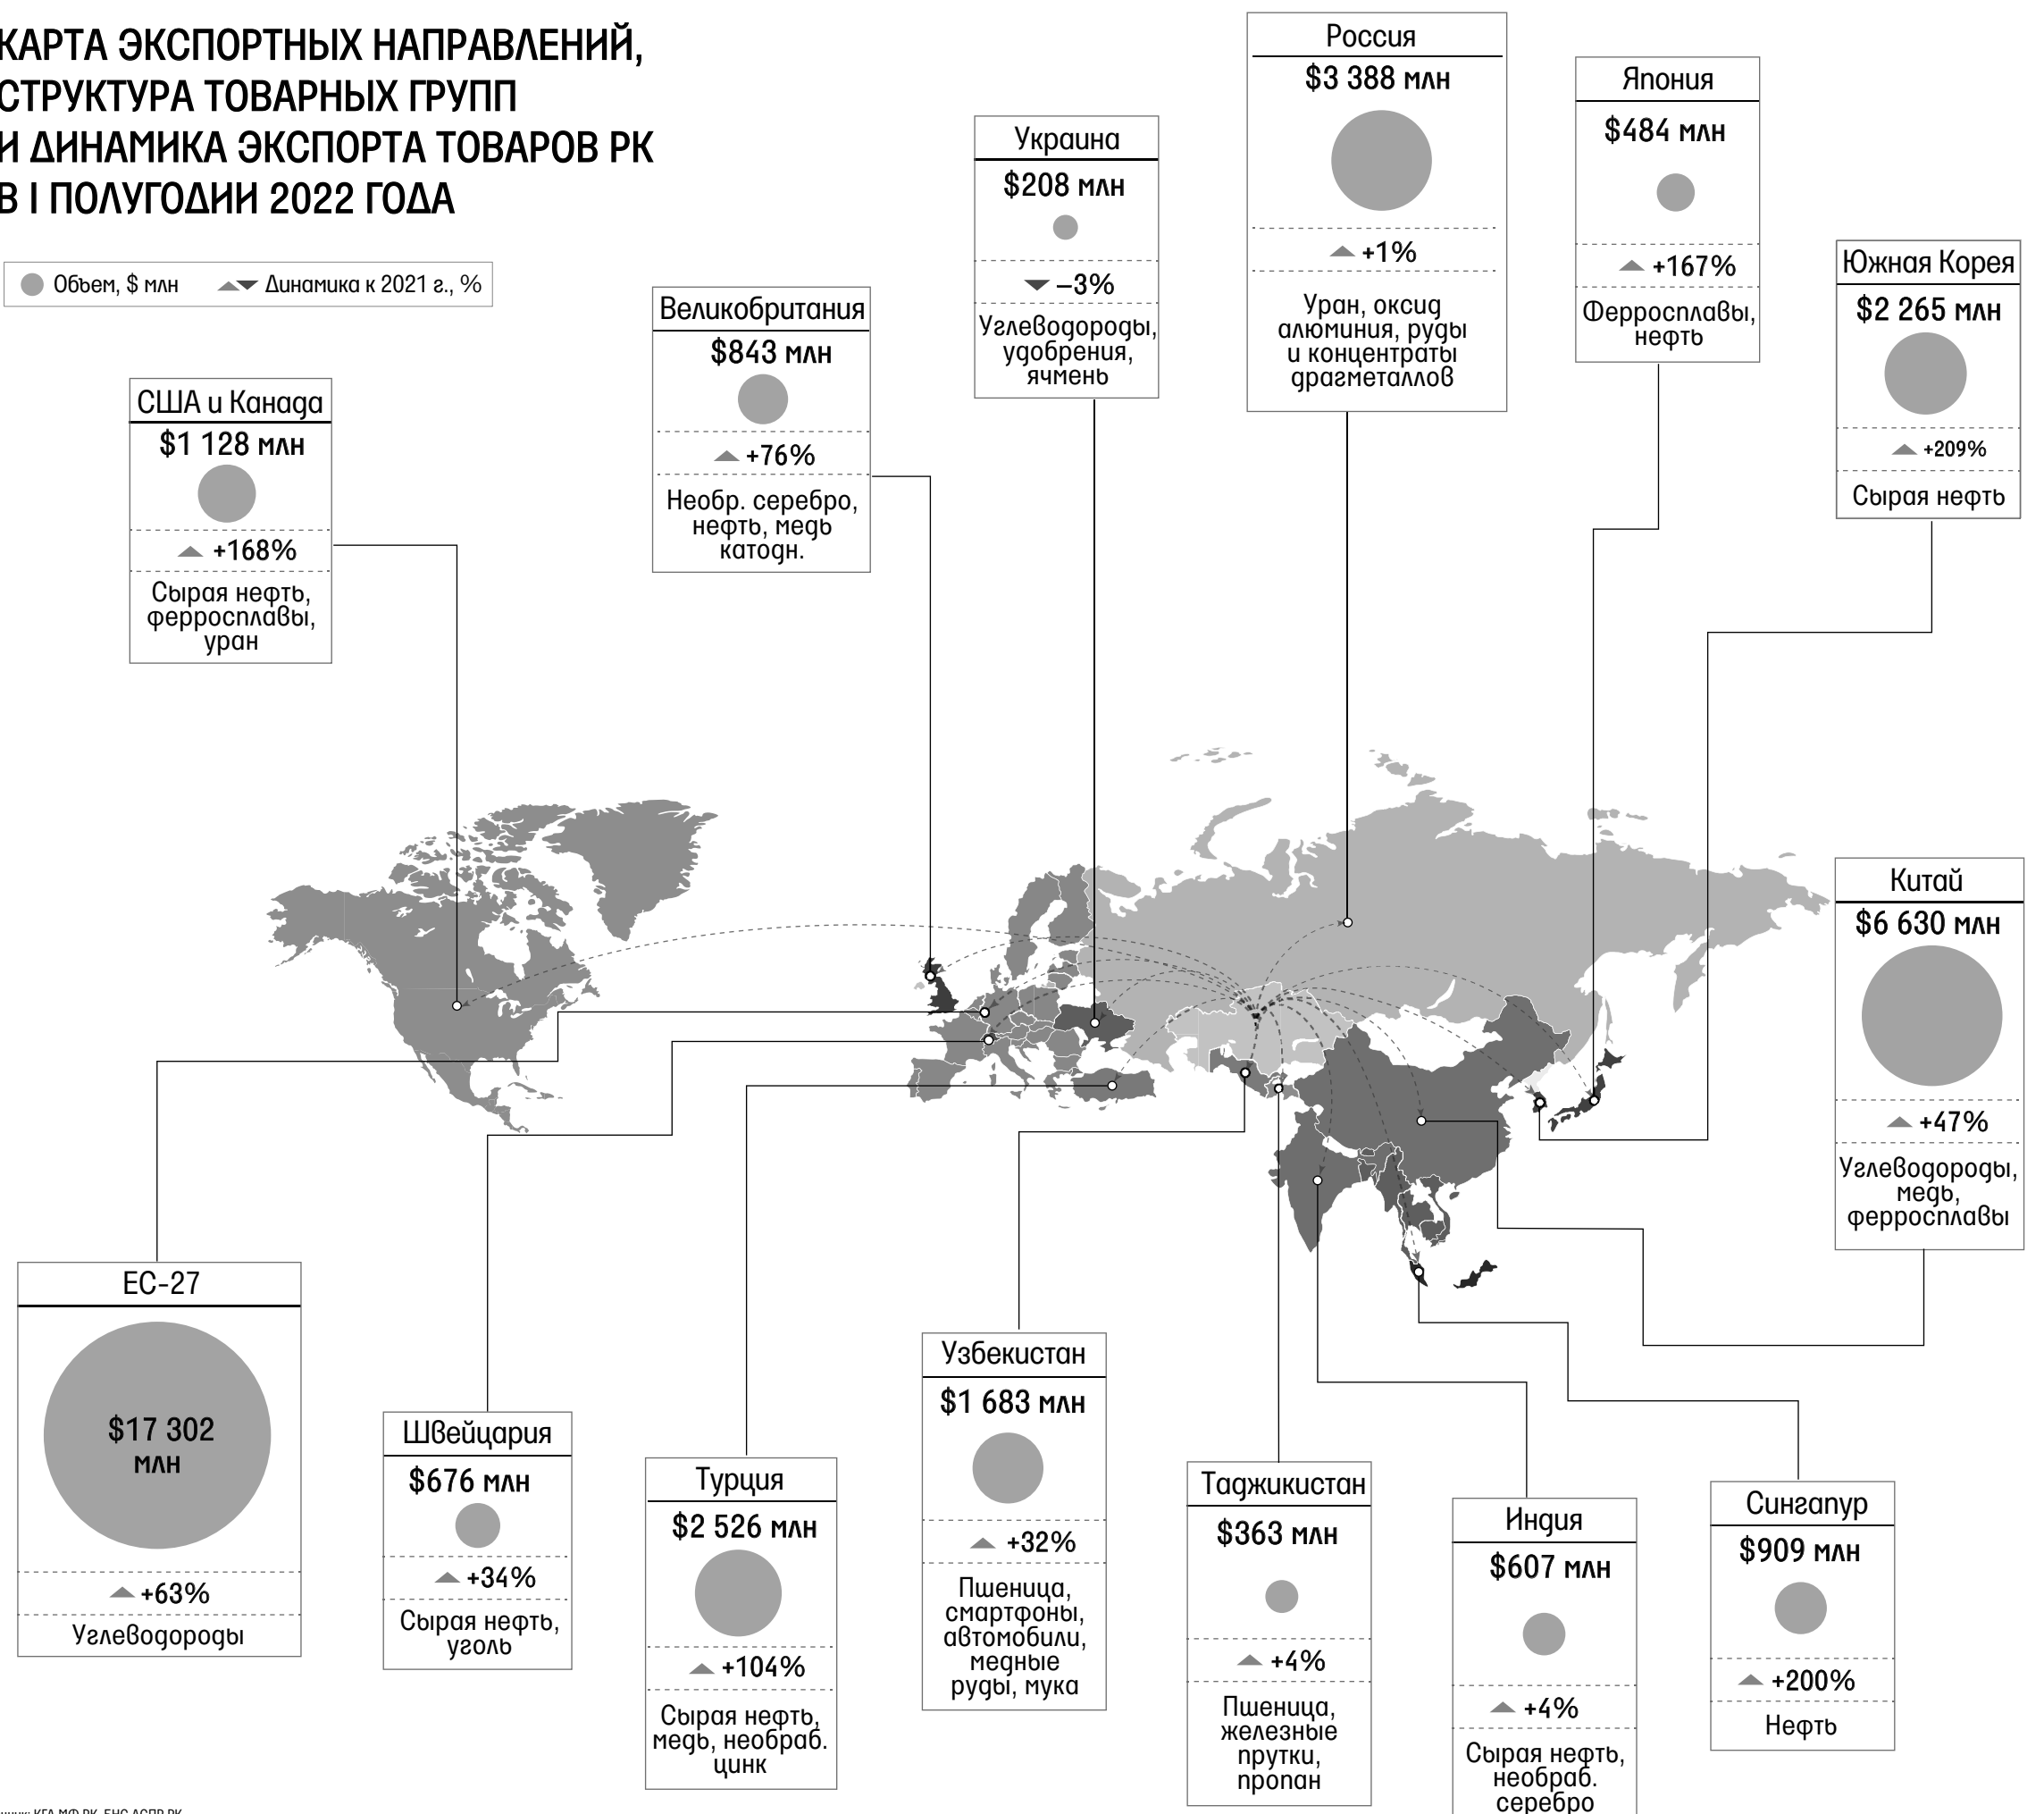 КАРТА ЭКСПОРТНЫХ НАПРАВЛЕНИЙ,
СТРУКТУРА ТОВАРНЫХ ГРУПП
И ДИНАМИКА ЭКСПОРТА ТОВАРОВ РК
В I ПОЛУГОДИИ 2022 ГОДА
Объем, $ млн
Динамика к 2021 г., %
США и Канада
$1 128 млн
+168%
Сырая нефть,
ферросплавы,
уран
Великобритания
$843 млн
+76%
Необр. серебро,
нефть, медь
катодн.
Украина
$208 млн
–3%
Углеводороды,
удобрения,
ячмень
Россия
$3 388 млн
+1%
Уран, оксид
алюминия, руды
и концентраты
драгметаллов
Япония
$484 млн
+167%
Ферросплавы,
нефть
Южная Корея
$2 265 млн
+209%
Сырая нефть
Китай
$6 630 млн
+47%
Углеводороды,
медь,
ферросплавы
ЕС-27
$17 302
млн
+63%
Углеводороды
Швейцария
$676 млн
+34%
Сырая нефть,
уголь
Турция
$2 526 млн
+104%
Сырая нефть,
медь, необраб.
цинк
Узбекистан
$1 683 млн
+32%
Пшеница,
смартфоны,
автомобили,
медные
руды, мука
Таджикистан
$363 млн
+4%
Пшеница,
железные
прутки,
пропан
Индия
$607 млн
+4%
Сырая нефть,
необраб.
серебро
Сингапур
$909 млн
+200%
Нефть